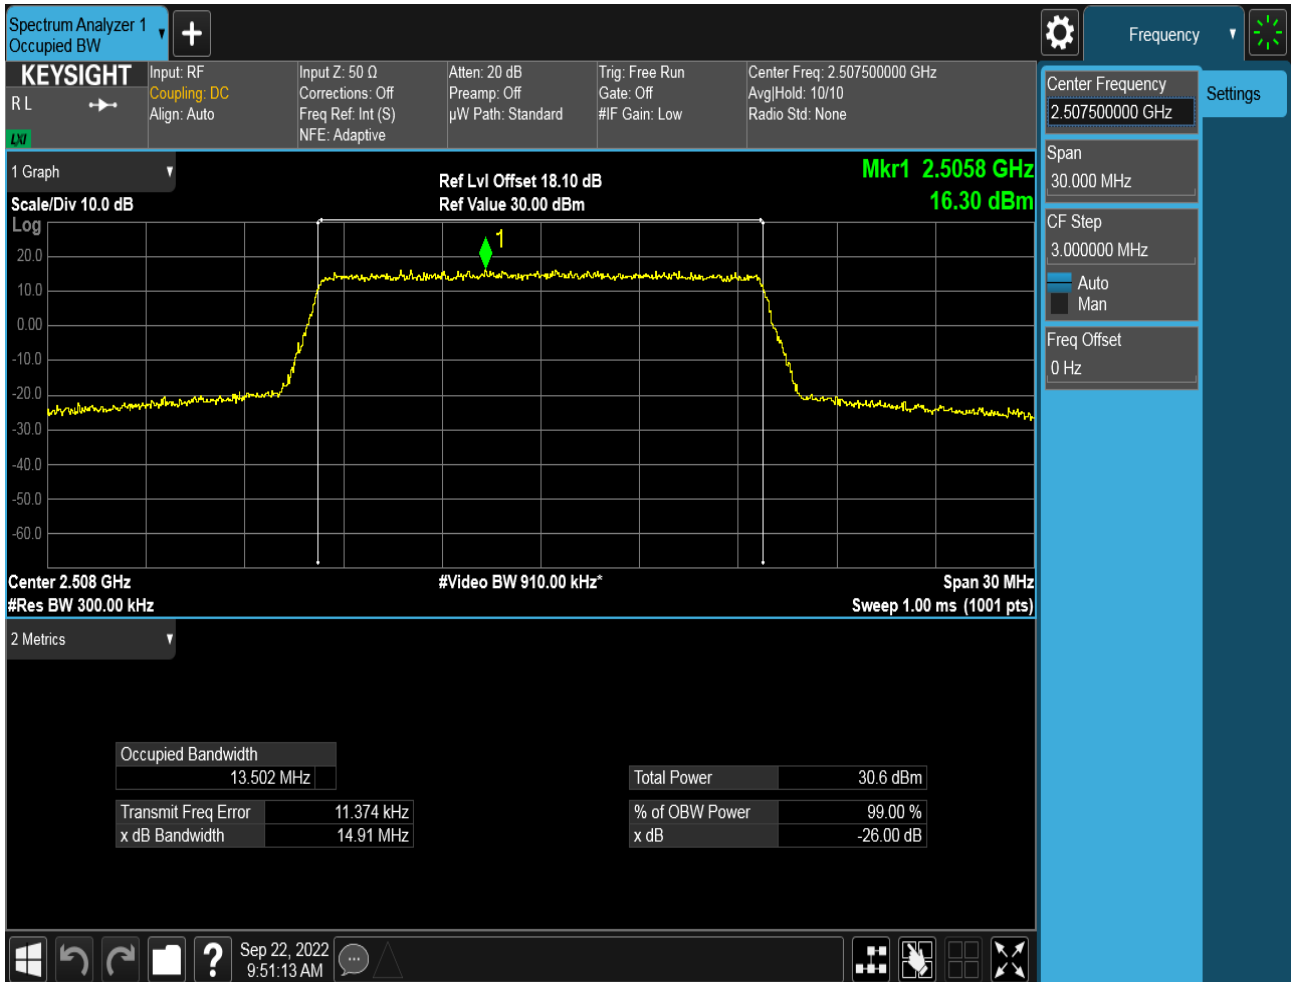 Spectrum Analyzer 1
Occupied BW
Frequency
KEYSIGHT
R L
LXI
Input: RF
Coupling: DC
Align: Auto
Input Z: 50 Ω
Corrections: Off
Freq Ref: Int (S)
NFE: Adaptive
Atten: 20 dB
Preamp: Off
µW Path: Standard
Trig: Free Run
Gate: Off
#IF Gain: Low
Center Freq: 2.507500000 GHz
Avg|Hold: 10/10
Radio Std: None
Center Frequency
2.507500000 GHz
Settings
Span
30.000 MHz
CF Step
3.000000 MHz
Auto
Man
Freq Offset
0 Hz
1 Graph
Scale/Div 10.0 dB
Ref Lvl Offset 18.10 dB
Ref Value 30.00 dBm
Mkr1 2.5058 GHz
16.30 dBm
Log
1
20.0
10.0
0.00
-10.0
-20.0
-30.0
-40.0
-50.0
-60.0
Center 2.508 GHz
#Video BW 910.00 kHz*
Span 30 MHz
#Res BW 300.00 kHz
Sweep 1.00 ms (1001 pts)
2 Metrics
Occupied Bandwidth
13.502 MHz
Total Power 30.6 dBm
Transmit Freq Error 11.374 kHz
% of OBW Power 99.00 %
x dB Bandwidth 14.91 MHz
x dB -26.00 dB
?
Sep 22, 2022
9:51:13 AM